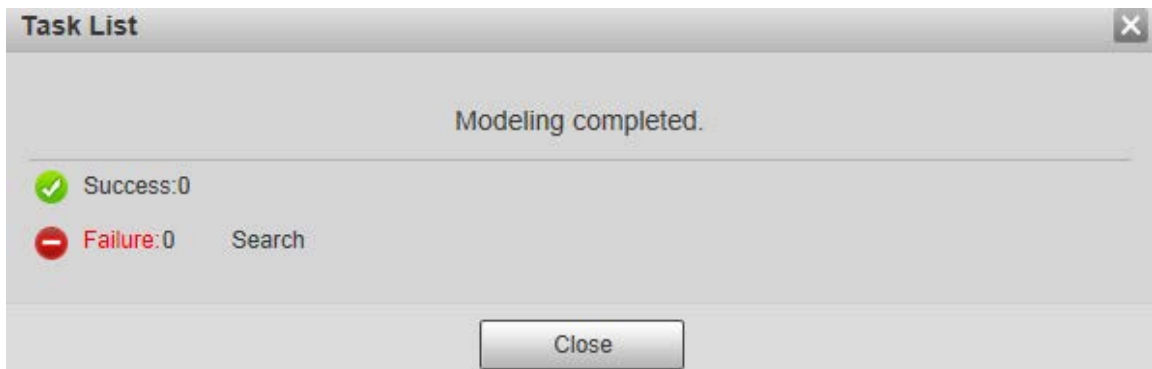 Task List
Modeling completed.
Success:0
Failure:0 Search
Close